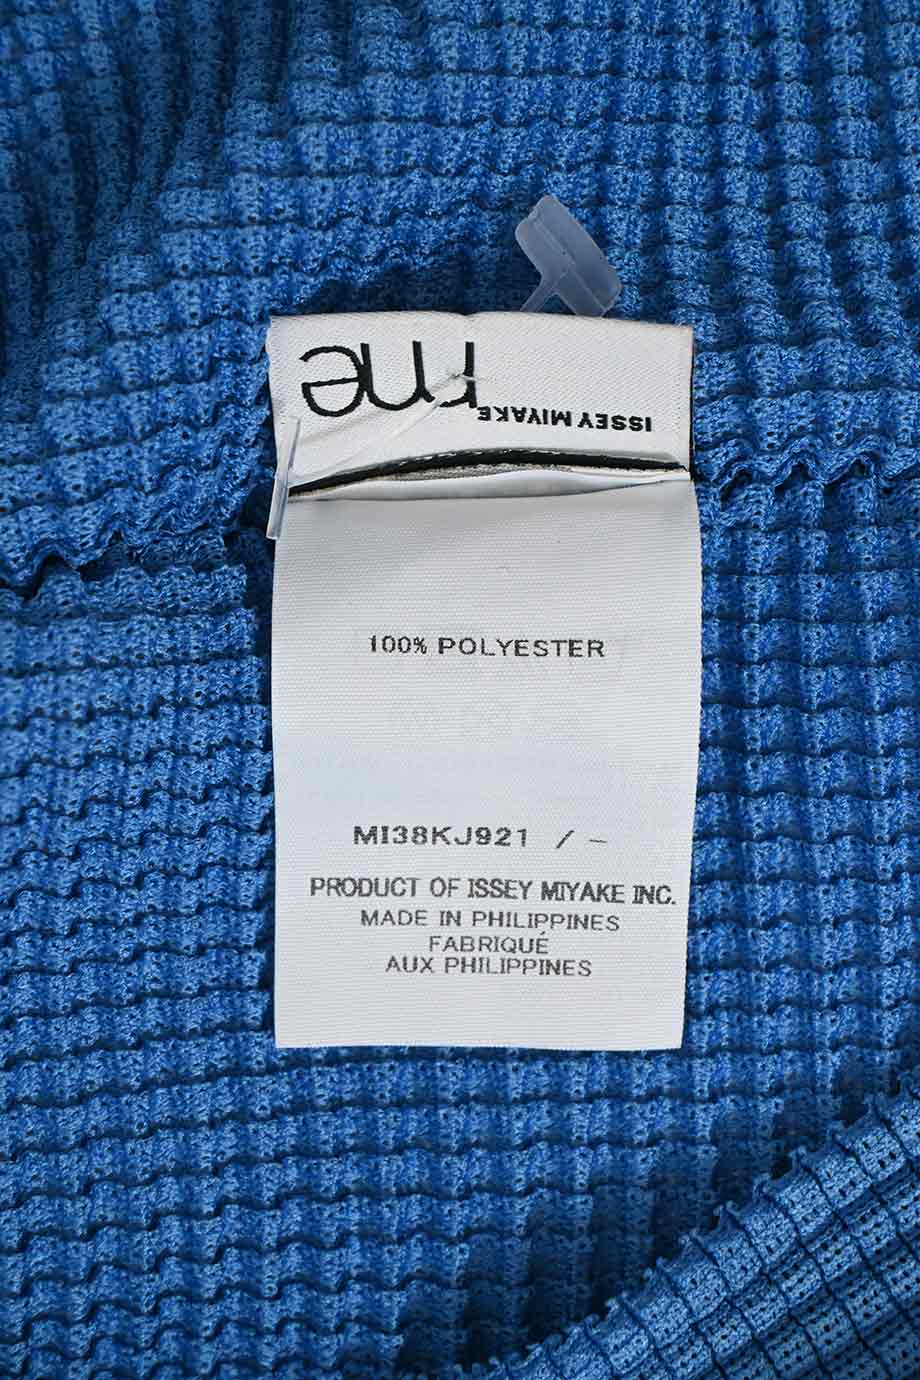 me
ISSEY MIYAKE
100% POLYESTER
MI38KJ921 / –
PRODUCT OF ISSEY MIYAKE INC.
MADE IN PHILIPPINES
FABRIQUÉ
AUX PHILIPPINES